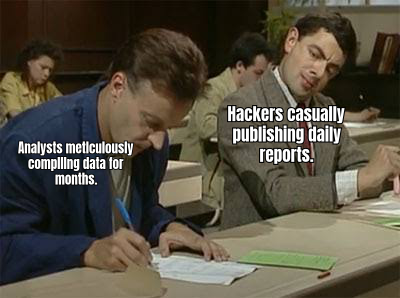 Analysts meticulously
compiling data for
months.
Hackers casually
publishing daily
reports.